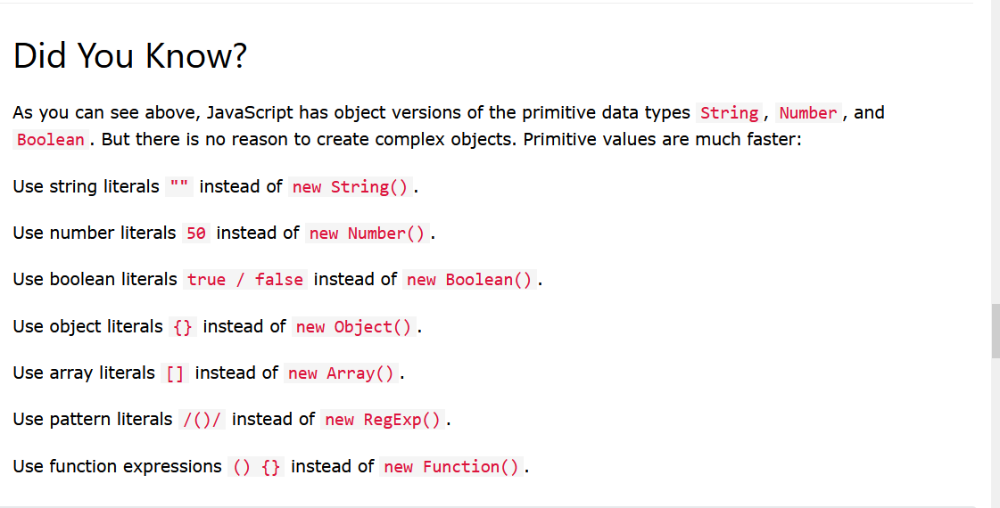 Did You Know?
As you can see above, JavaScript has object versions of the primitive data types String, Number, and
Boolean. But there is no reason to create complex objects. Primitive values are much faster:
Use string literals "" instead of new String().
Use number literals 50 instead of new Number().
Use boolean literals true / false instead of new Boolean().
Use object literals {} instead of new Object().
Use array literals [] instead of new Array().
Use pattern literals /()/ instead of new RegExp().
Use function expressions () {} instead of new Function().